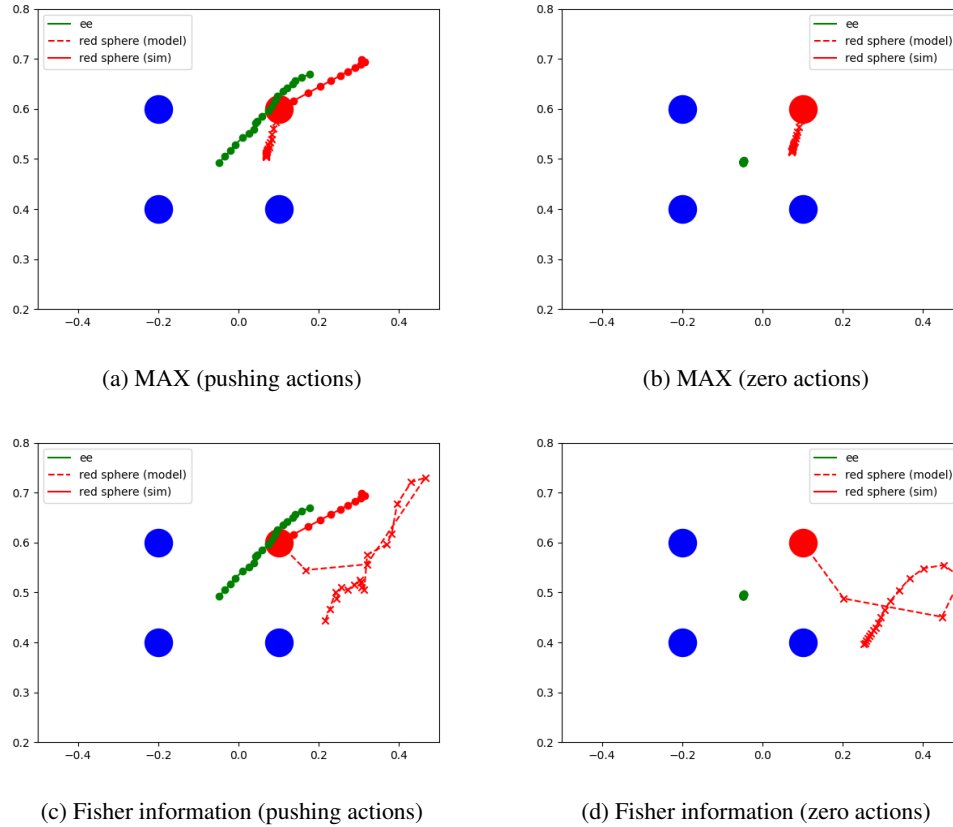 0.8
0.7
0.6
0.5
0.4
0.3
0.2
−0.4 −0.2 0.0 0.2 0.4
ee
red sphere (model)
red sphere (sim)
(a) MAX (pushing actions)
0.8
0.7
0.6
0.5
0.4
0.3
0.2
−0.4 −0.2 0.0 0.2 0.4
ee
red sphere (model)
red sphere (sim)
(b) MAX (zero actions)
0.8
0.7
0.6
0.5
0.4
0.3
0.2
−0.4 −0.2 0.0 0.2 0.4
ee
red sphere (model)
red sphere (sim)
(c) Fisher information (pushing actions)
0.8
0.7
0.6
0.5
0.4
0.3
0.2
−0.4 −0.2 0.0 0.2 0.4
ee
red sphere (model)
red sphere (sim)
(d) Fisher information (zero actions)